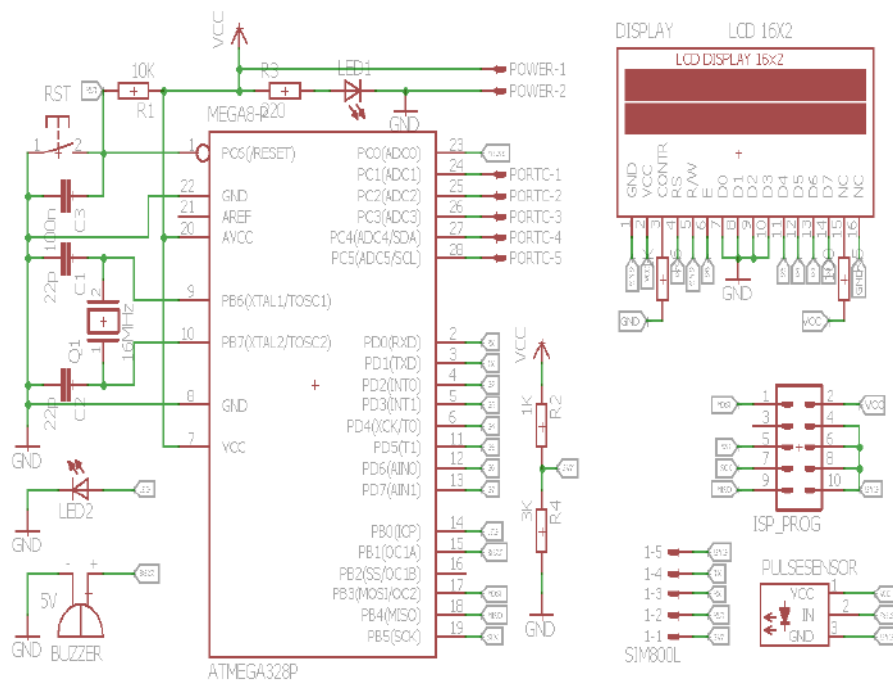 VCC
10K
R1
RST
R3
220
LED1
POWER-1
POWER-2
GND
MEGA8-P
1
2
100n
C3
22p
C1
Q1
16MHz
2
1
22p
C2
GND
1 PC6(/RESET)
22 GND
21 AREF
20 AVCC
9 PB6(XTAL1/TOSC1)
10 PB7(XTAL2/TOSC2)
8 GND
7 VCC
PC0(ADC0) 23
PC1(ADC1) 24 PORTC-1
PC2(ADC2) 25 PORTC-2
PC3(ADC3) 26 PORTC-3
PC4(ADC4/SDA) 27 PORTC-4
PC5(ADC5/SCL) 28 PORTC-5
PD0(RXD) 2
PD1(TXD) 3
PD2(INT0) 4
PD3(INT1) 5
PD4(XCK/T0) 6
PD5(T1) 11
PD6(AIN0) 12
PD7(AIN1) 13
PB0(ICP) 14
PB1(OC1A) 15
PB2(SS/OC1B) 16
PB3(MOSI/OC2) 17 MOSI
PB4(MISO) 18 MISO
PB5(SCK) 19 SCK
ATMEGA328P
LED2
GND
- +
5V
GND
BUZZER
VCC
1K
R2
3K
R4
GND
DISPLAY
LCD 16X2
LCD DISPLAY 16x2
GND
VCC
CONTR
RS
R/W
E
D0
D1
D2
D3
D4
D5
D6
D7
NC
NC
1 2 3 4 5 6 7 8 9 10 11 12 13 14 15 16
GND
GND
VCC
MOSI 1 2 VCC
3 4
5 6
SCK 7 8
MISO 9 10
ISP_PROG
1-5
1-4
1-3
1-2
1-1
SIM800L
PULSESENSOR
VCC 1 VCC
IN 2
GND 3